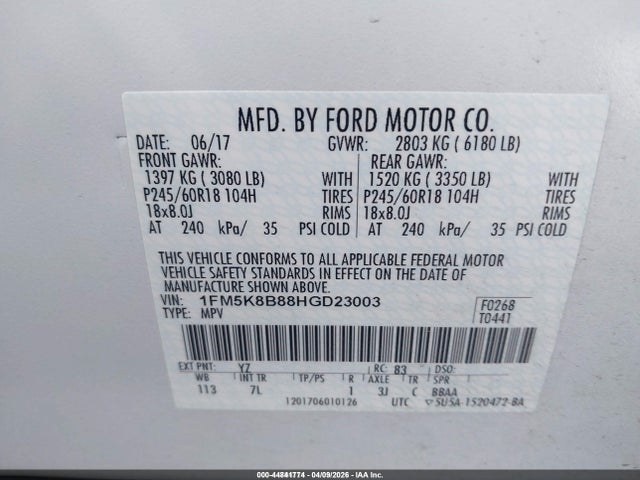 MFD. BY FORD MOTOR CO.
DATE: 06/17 GVWR: 2803 KG ( 6180 LB)
FRONT GAWR: REAR GAWR:
1397 KG ( 3080 LB) WITH 1520 KG ( 3350 LB) WITH
P245/60R18 104H TIRES P245/60R18 104H TIRES
18x8.0J RIMS 18x8.0J RIMS
AT 240 kPa/ 35 PSI COLD AT 240 kPa/ 35 PSI COLD
THIS VEHICLE CONFORMS TO ALL APPLICABLE FEDERAL MOTOR
VEHICLE SAFETY STANDARDS IN EFFECT ON THE DATE OF
MANUFACTURE SHOWN ABOVE.
VIN: 1FM5K8B88HGD23003 F0268
TYPE: MPV T0441
EXT PNT: YZ RC: 83 DSO:
WB INT TR TP/PS R AXLE TR SPR
113 7L 1 3J C BBAA
1201706010126 UTC ▽5U5A-1520472-BA
000-44841774 - 04/09/2026 - IAAI Inc.